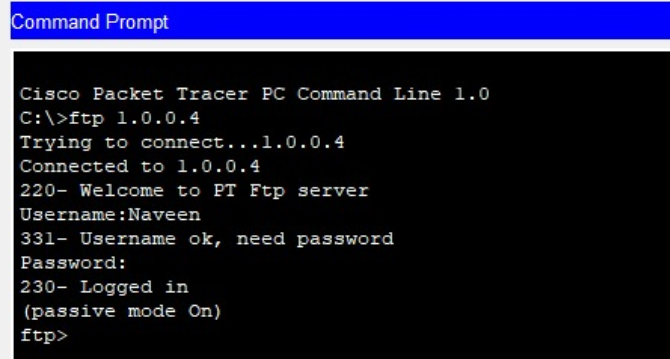 Command Prompt
Cisco Packet Tracer PC Command Line 1.0
C:\>ftp 1.0.0.4
Trying to connect...1.0.0.4
Connected to 1.0.0.4
220- Welcome to PT Ftp server
Username:Naveen
331- Username ok, need password
Password:
230- Logged in
(passive mode On)
ftp>